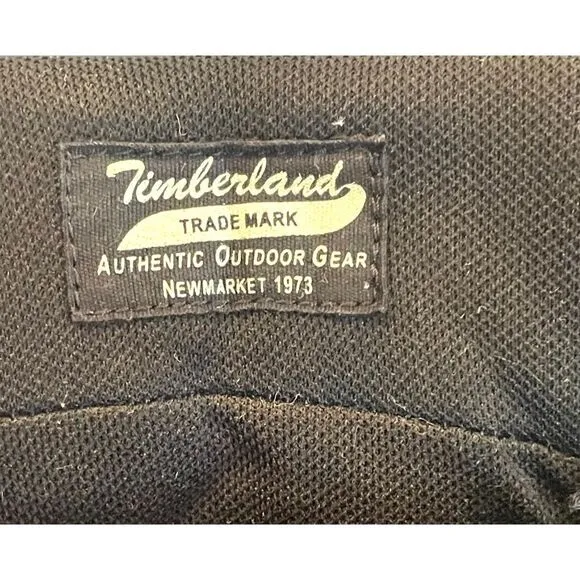 Timberland
TRADE MARK
AUTHENTIC OUTDOOR GEAR
NEWMARKET 1973